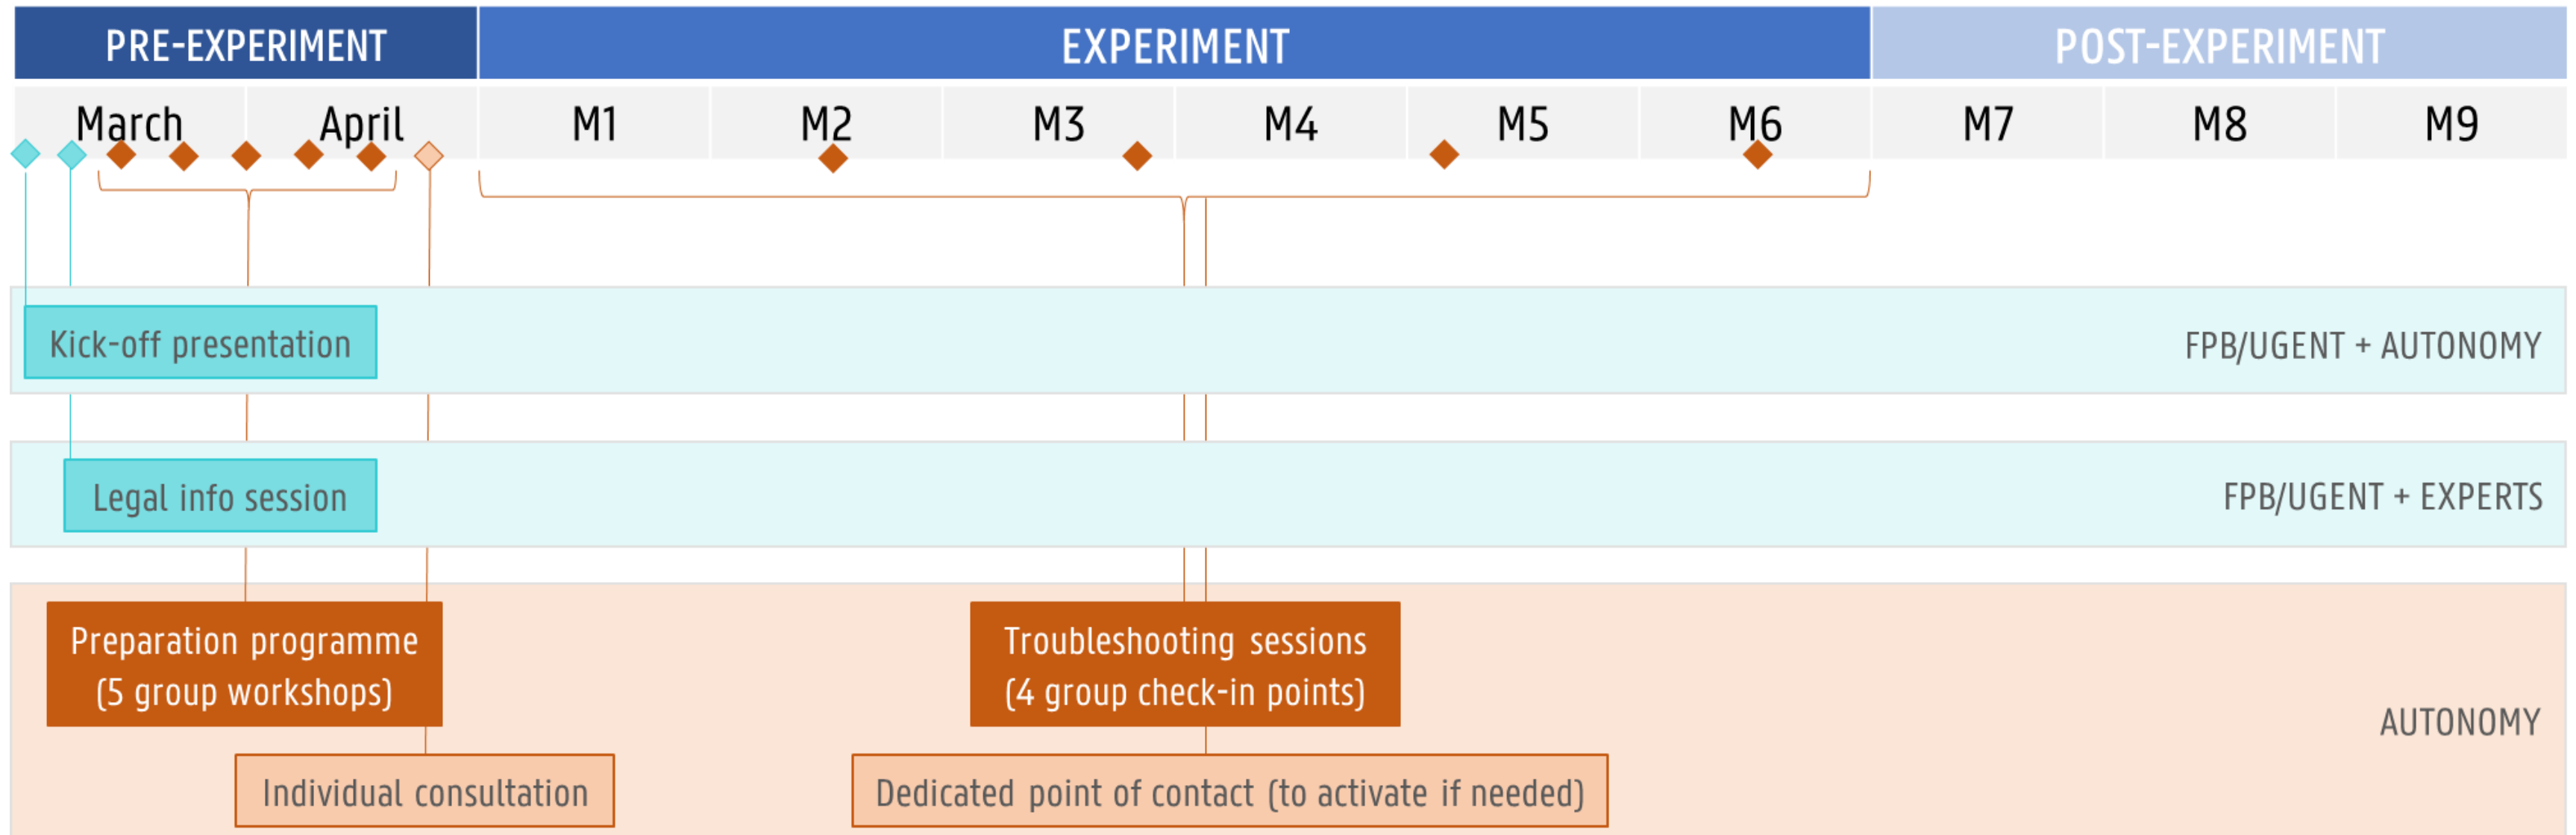 PRE-EXPERIMENT EXPERIMENT POST-EXPERIMENT
March April M1 M2 M3 M4 M5 M6 M7 M8 M9
Kick-off presentation
FPB/UGENT + AUTONOMY
Legal info session
FPB/UGENT + EXPERTS
Preparation programme
(5 group workshops)
Troubleshooting sessions
(4 group check-in points)
AUTONOMY
Individual consultation
Dedicated point of contact (to activate if needed)